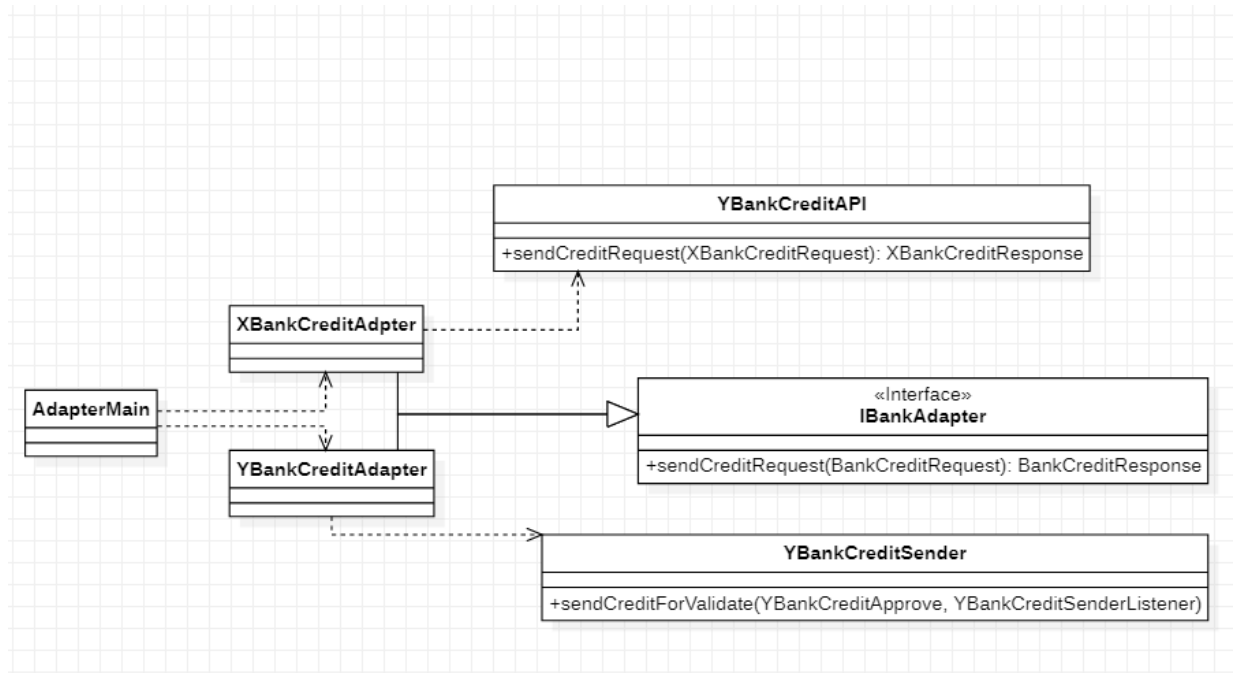 YBankCreditAPI
+sendCreditRequest(XBankCreditRequest): XBankCreditResponse
XBankCreditAdpter
AdapterMain
«Interface»
IBankAdapter
+sendCreditRequest(BankCreditRequest): BankCreditResponse
YBankCreditAdapter
YBankCreditSender
+sendCreditForValidate(YBankCreditApprove, YBankCreditSenderListener)